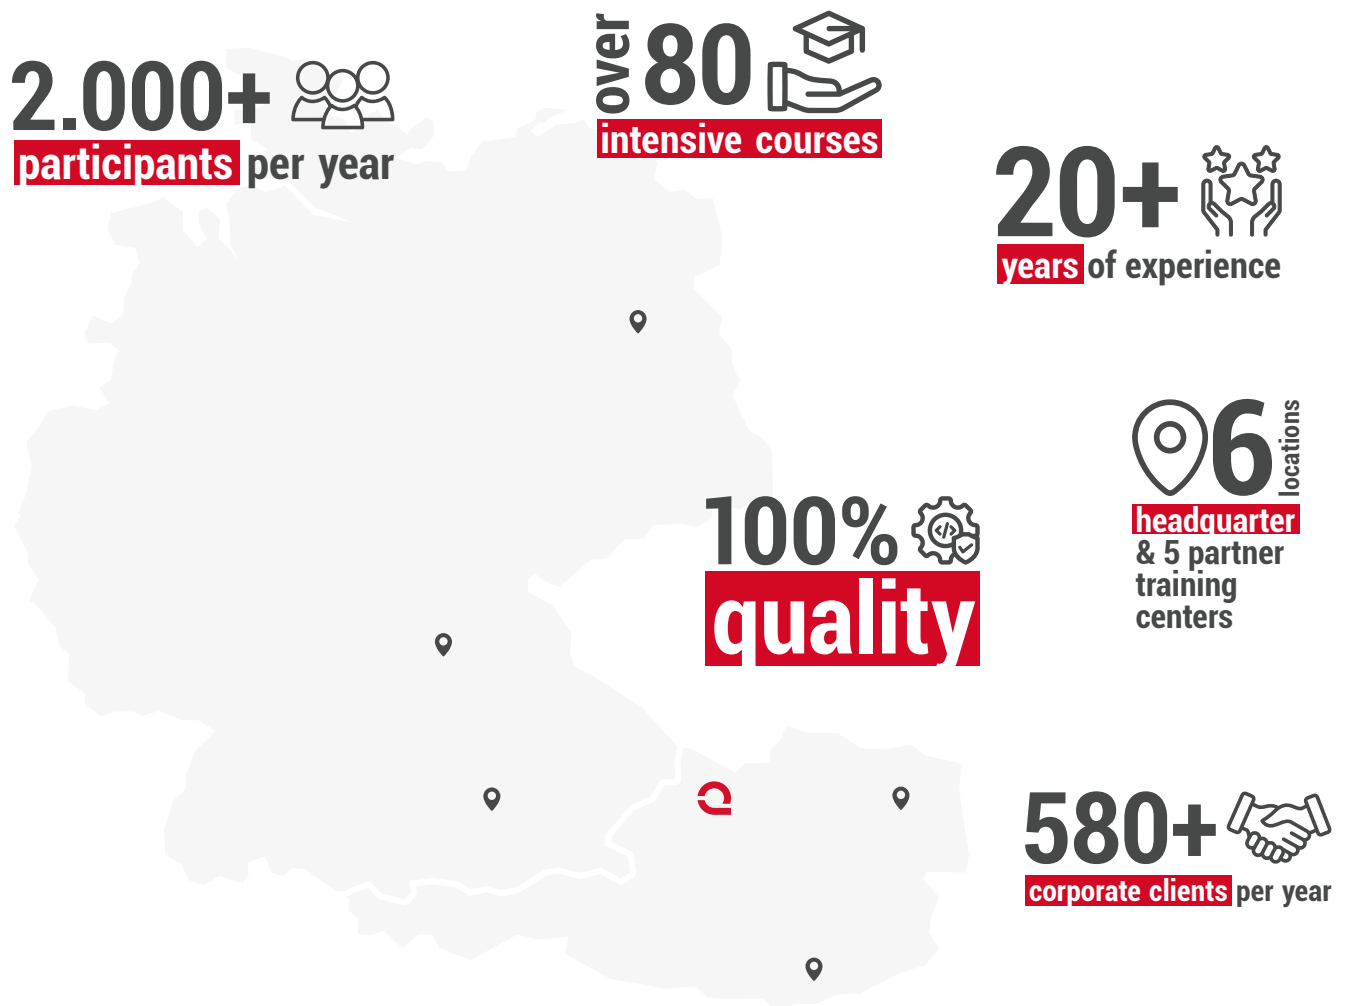 2.000+
participants per year
over 80
intensive courses
20+
years of experience
6 locations
headquarter
& 5 partner
training
centers
100%
quality
580+
corporate clients per year